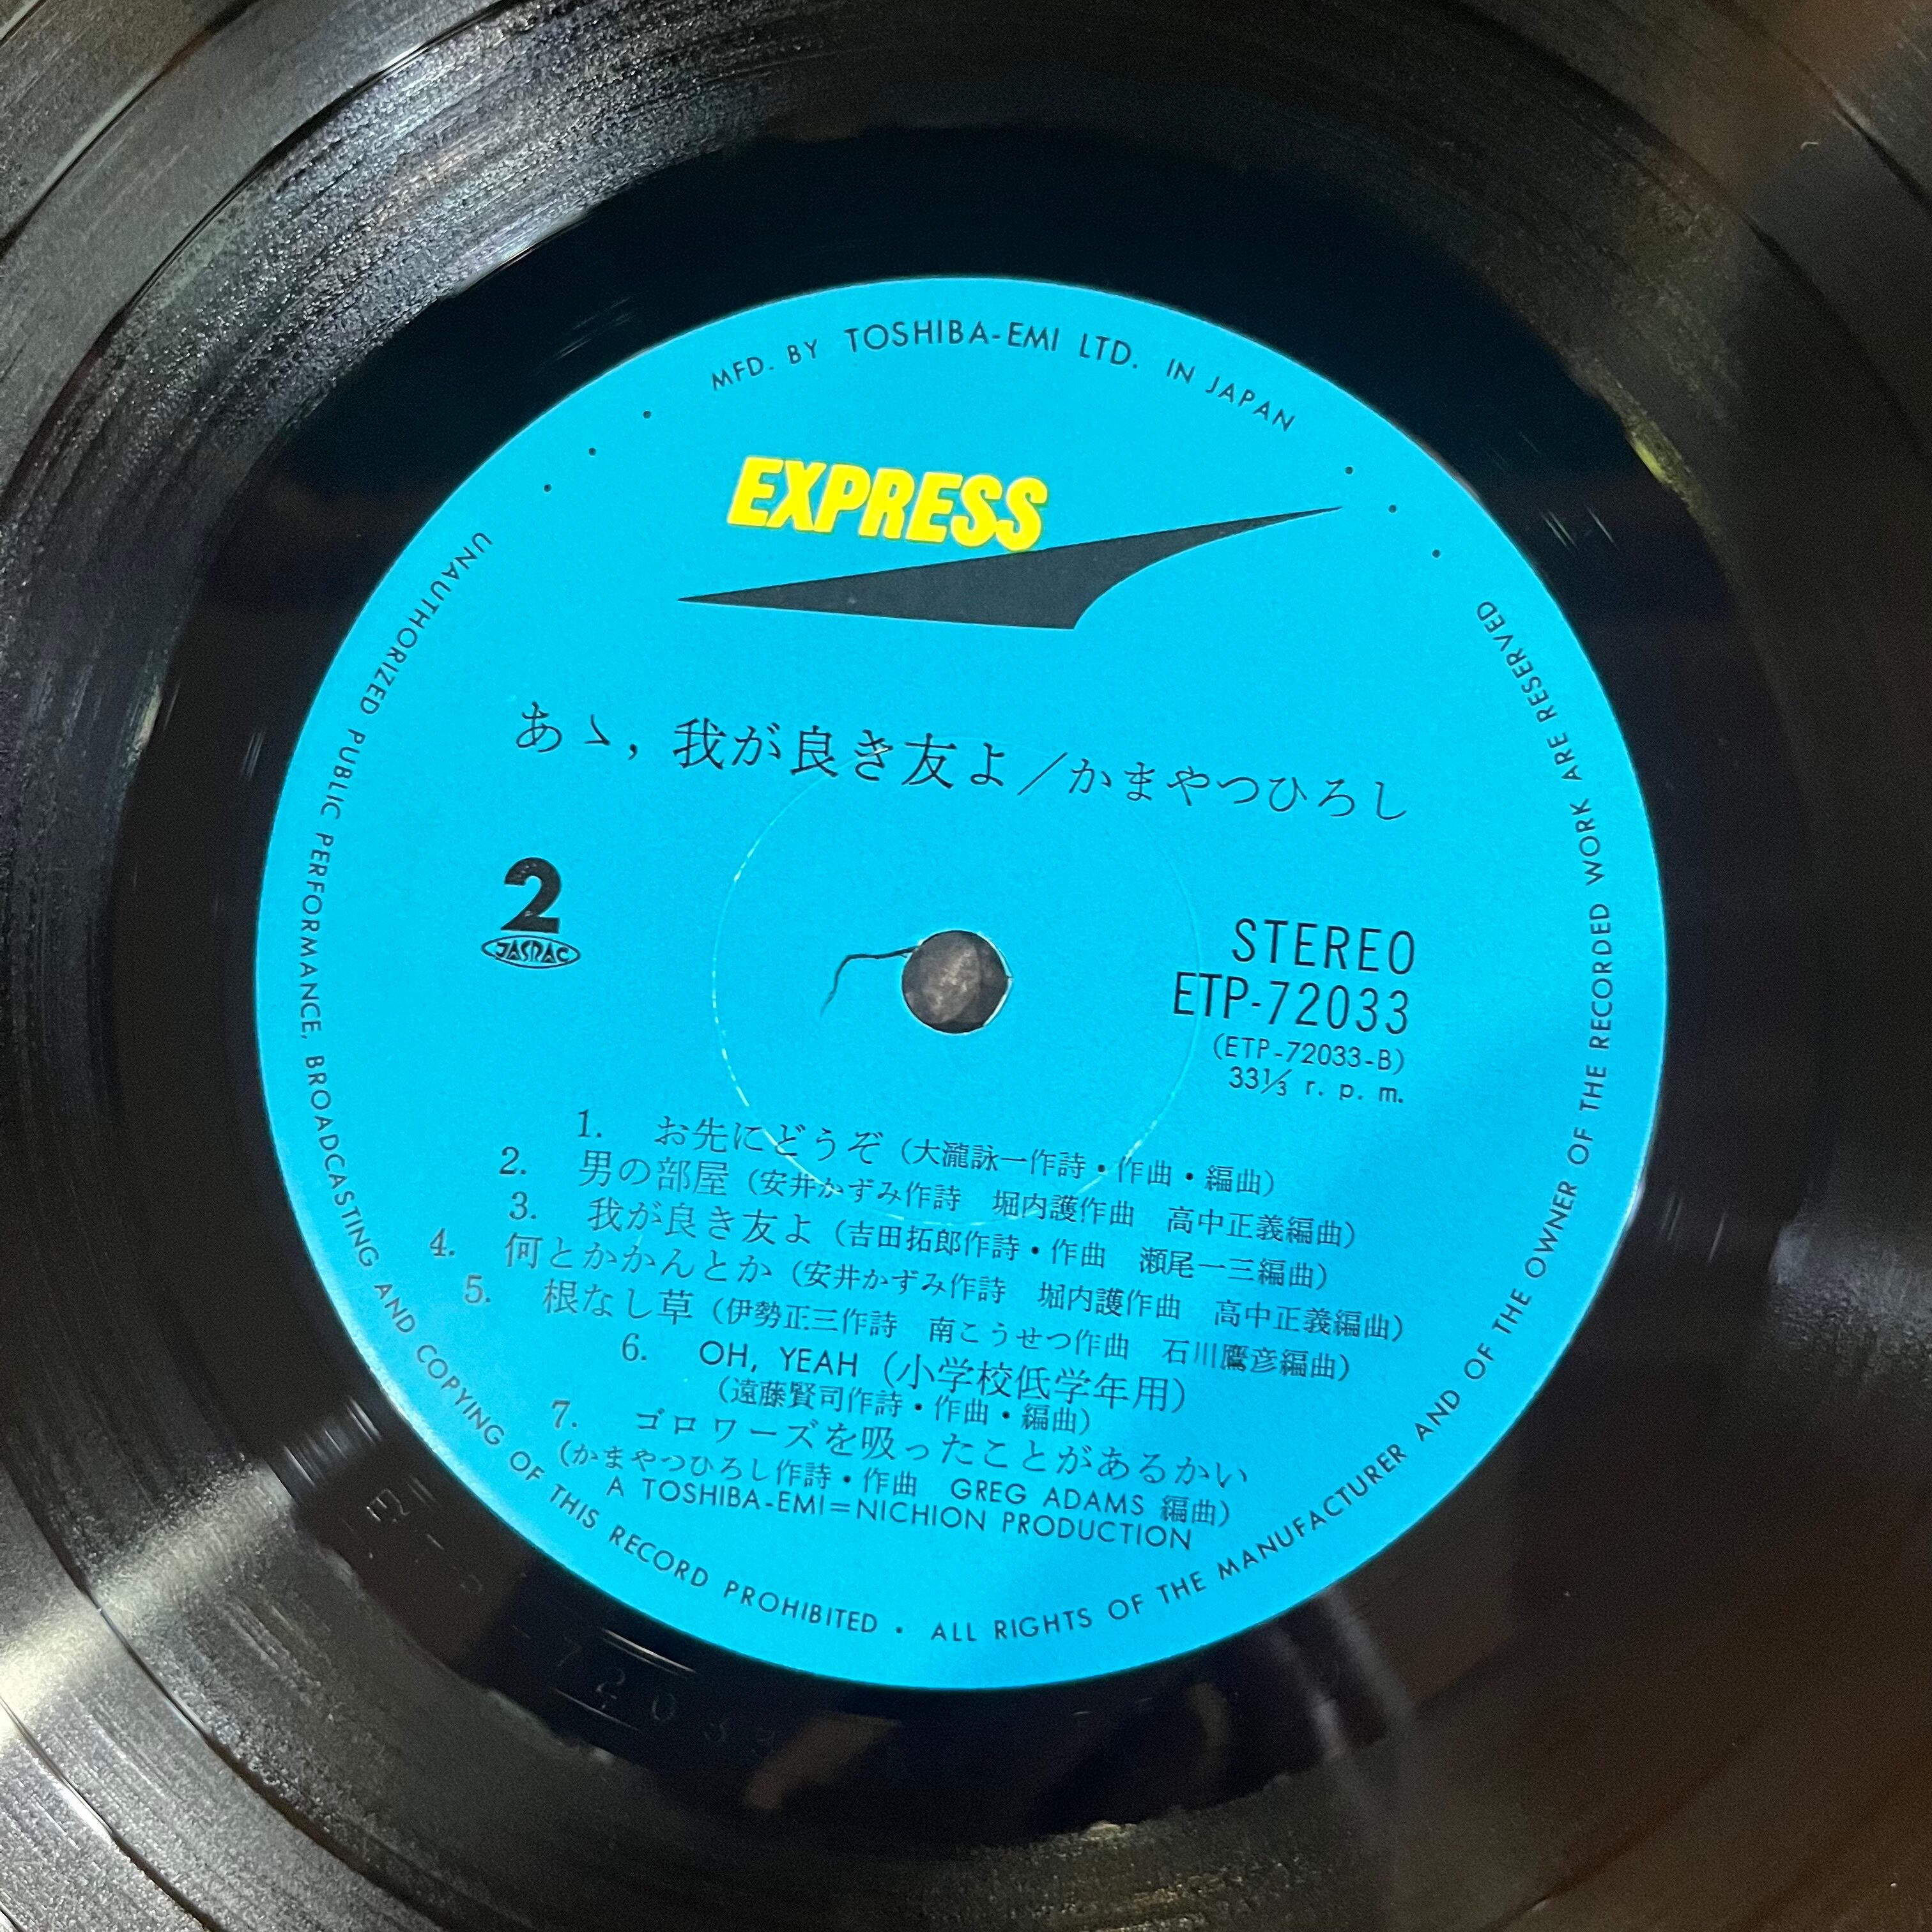 MFD. BY TOSHIBA-EMI LTD. IN JAPAN
EXPRESS
あゝ, 我が良き友よ／かまやつひろし
2
JASRAC
STEREO
ETP-72033
(ETP-72033-B)
33⅓ r. p. m.
1. お先にどうぞ (大瀧詠一作詩・作曲・編曲)
2. 男の部屋 (安井かずみ作詩 堀内護作曲 高中正義編曲)
3. 我が良き友よ (吉田拓郎作詩・作曲 瀬尾一三編曲)
4. 何とかかんとか (安井かずみ作詩 堀内護作曲 高中正義編曲)
5. 根なし草 (伊勢正三作詩 南こうせつ作曲 石川鷹彦編曲)
6. OH, YEAH (小学校低学年用)
(遠藤賢司作詩・作曲・編曲)
7. ゴロワーズを吸ったことがあるかい
(かまやつひろし作詩・作曲 GREG ADAMS 編曲)
A TOSHIBA-EMI=NICHION PRODUCTION
UNAUTHORIZED PUBLIC PERFORMANCE, BROADCASTING AND COPYING OF THIS RECORD PROHIBITED • ALL RIGHTS OF THE MANUFACTURER AND OF THE OWNER OF THE RECORDED WORK ARE RESERVED